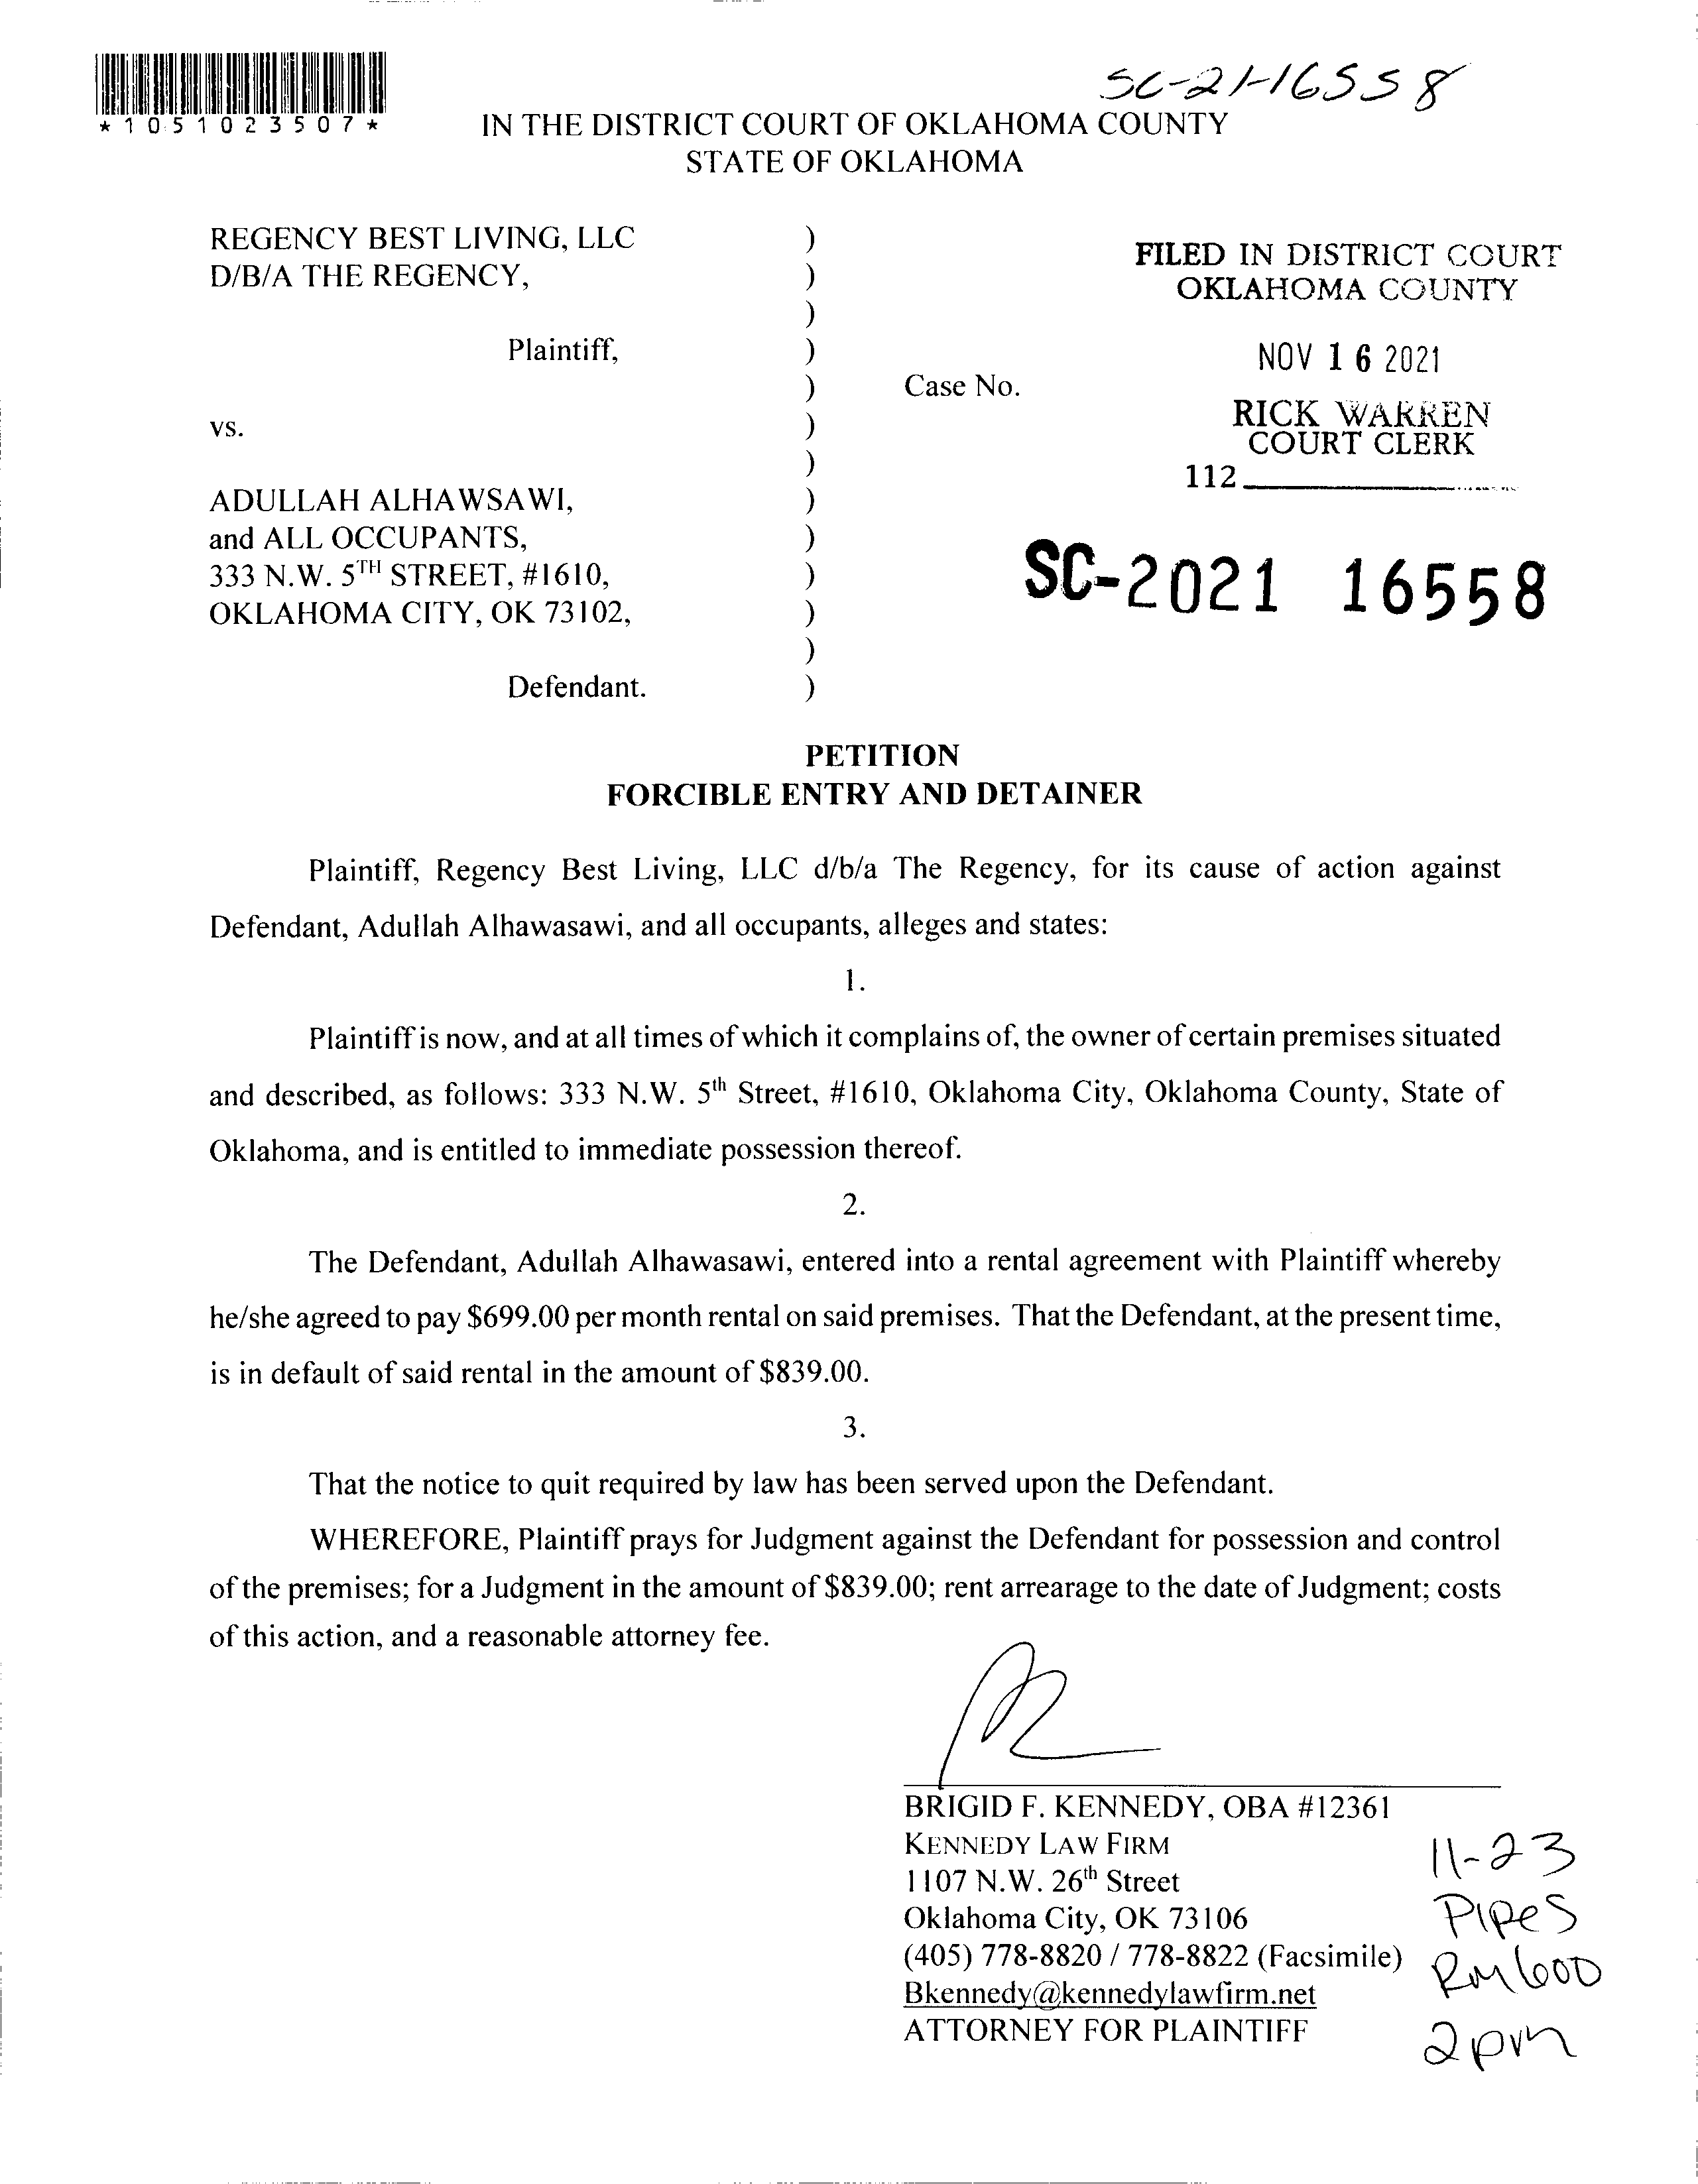 SC-21-16558
*1051023507*
IN THE DISTRICT COURT OF OKLAHOMA COUNTY
STATE OF OKLAHOMA
REGENCY BEST LIVING, LLC )
D/B/A THE REGENCY, )
)
Plaintiff, )
) Case No.
vs. )
)
ADULLAH ALHAWSAWI, )
and ALL OCCUPANTS, )
333 N.W. 5TH STREET, #1610, )
OKLAHOMA CITY, OK 73102, )
)
Defendant. )
FILED IN DISTRICT COURT
OKLAHOMA COUNTY
NOV 16 2021
RICK WARREN
COURT CLERK
112
SC-2021 16558
PETITION
FORCIBLE ENTRY AND DETAINER
Plaintiff, Regency Best Living, LLC d/b/a The Regency, for its cause of action against
Defendant, Adullah Alhawasawi, and all occupants, alleges and states:
1.
Plaintiff is now, and at all times of which it complains of, the owner of certain premises situated
and described, as follows: 333 N.W. 5th Street, #1610, Oklahoma City, Oklahoma County, State of
Oklahoma, and is entitled to immediate possession thereof.
2.
The Defendant, Adullah Alhawasawi, entered into a rental agreement with Plaintiff whereby
he/she agreed to pay $699.00 per month rental on said premises. That the Defendant, at the present time,
is in default of said rental in the amount of $839.00.
3.
That the notice to quit required by law has been served upon the Defendant.
WHEREFORE, Plaintiff prays for Judgment against the Defendant for possession and control
of the premises; for a Judgment in the amount of $839.00; rent arrearage to the date of Judgment; costs
of this action, and a reasonable attorney fee.
BRIGID F. KENNEDY, OBA #12361
KENNEDY LAW FIRM
1107 N.W. 26th Street
Oklahoma City, OK 73106
(405) 778-8820 / 778-8822 (Facsimile)
Bkennedy@kennedylawfirm.net
ATTORNEY FOR PLAINTIFF
11-23
Pipes
Rm 600
2pm